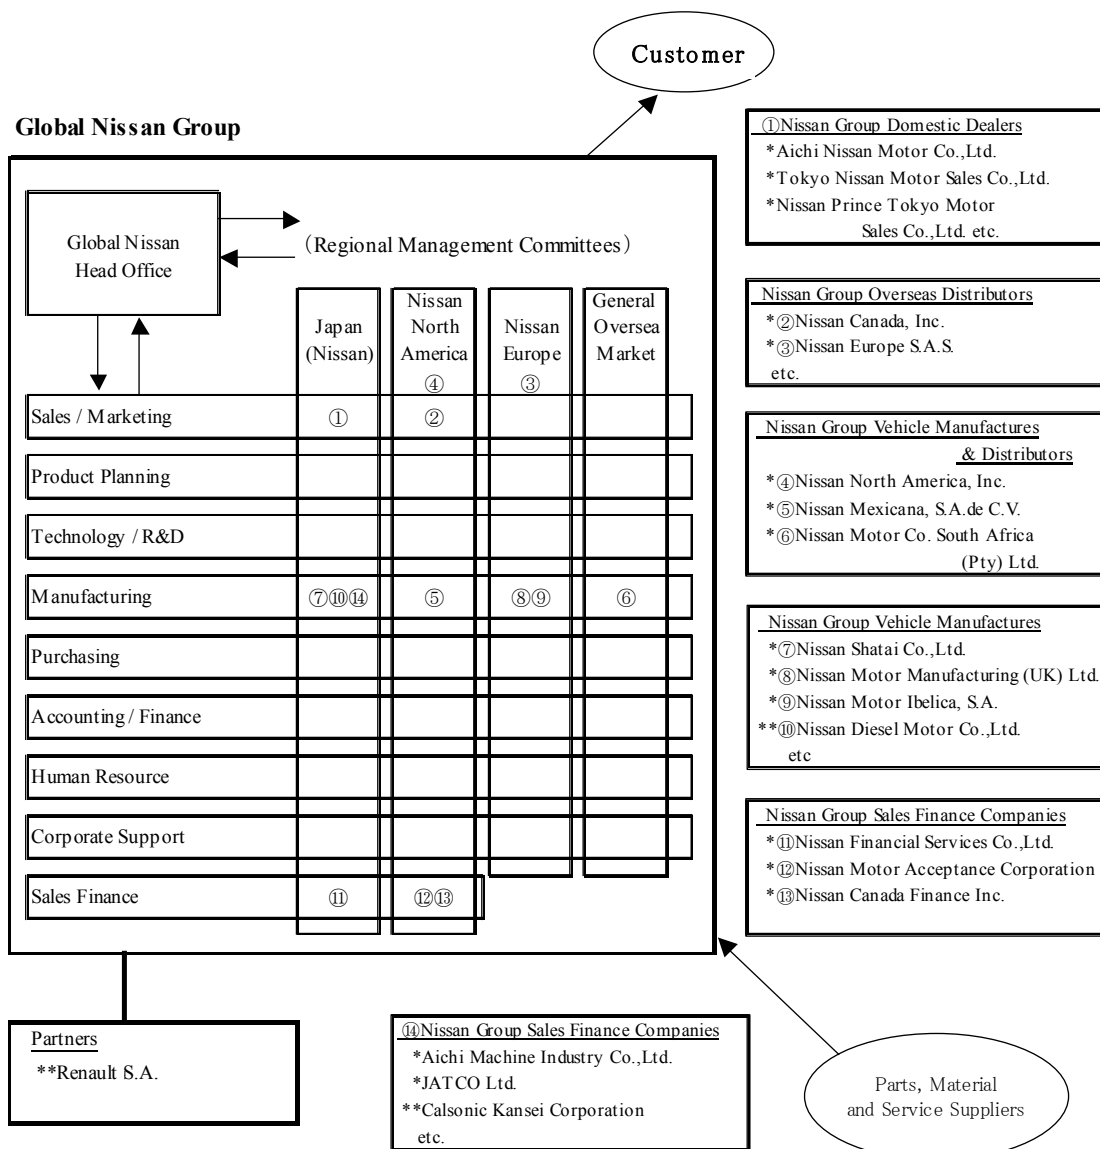 Customer
Global Nissan Group
Global Nissan
Head Office
(Regional Management Committees)
Japan
(Nissan)
Nissan
North
America
④
Nissan
Europe
③
General
Oversea
Market
Sales / Marketing ① ②
Product Planning
Technology / R&D
Manufacturing ⑦⑩⑭ ⑤ ⑧⑨ ⑥
Purchasing
Accounting / Finance
Human Resource
Corporate Support
Sales Finance ⑪ ⑫⑬
①Nissan Group Domestic Dealers
*Aichi Nissan Motor Co.,Ltd.
*Tokyo Nissan Motor Sales Co.,Ltd.
*Nissan Prince Tokyo Motor
Sales Co.,Ltd. etc.
Nissan Group Overseas Distributors
*②Nissan Canada, Inc.
*③Nissan Europe S.A.S.
etc.
Nissan Group Vehicle Manufactures
& Distributors
*④Nissan North America, Inc.
*⑤Nissan Mexicana, S.A.de C.V.
*⑥Nissan Motor Co. South Africa
(Pty) Ltd.
Nissan Group Vehicle Manufactures
*⑦Nissan Shatai Co.,Ltd.
*⑧Nissan Motor Manufacturing (UK) Ltd.
*⑨Nissan Motor Ibelica, S.A.
**⑩Nissan Diesel Motor Co.,Ltd.
etc
Nissan Group Sales Finance Companies
*⑪Nissan Financial Services Co.,Ltd.
*⑫Nissan Motor Acceptance Corporation
*⑬Nissan Canada Finance Inc.
Partners
**Renault S.A.
⑭Nissan Group Sales Finance Companies
*Aichi Machine Industry Co.,Ltd.
*JATCO Ltd.
**Calsonic Kansei Corporation
etc.
Parts, Material
and Service Suppliers